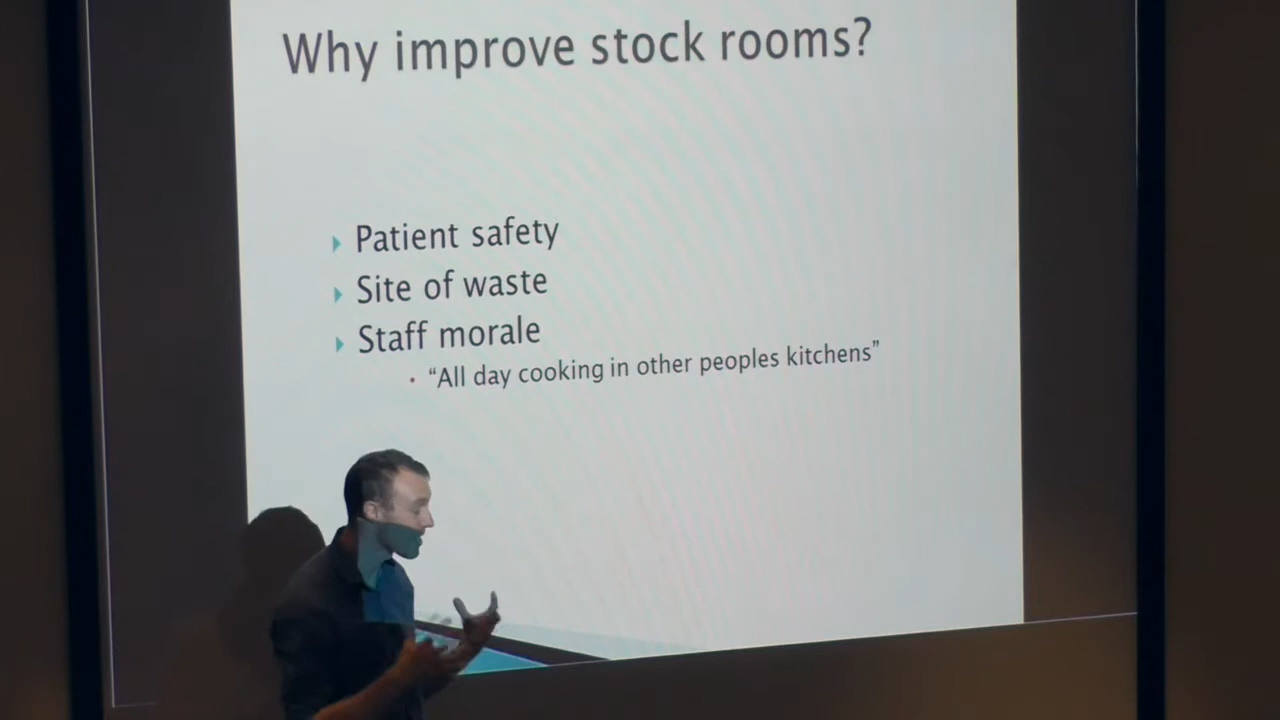 Why improve stock rooms?
Patient safety
Site of waste
Staff morale
“All day cooking in other peoples kitchens”